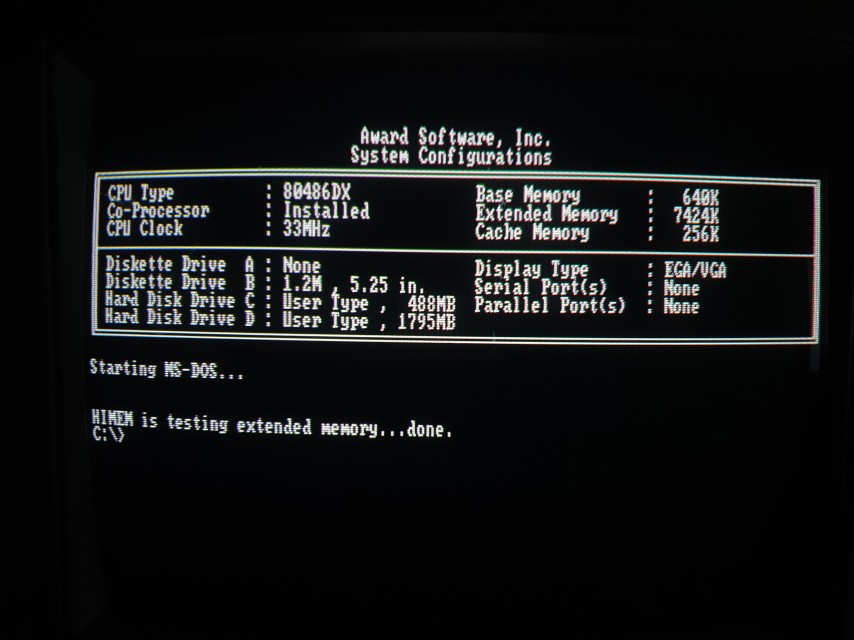 Award Software, Inc.
System Configurations
CPU Type : 80486DX Base Memory : 640K
Co-Processor : Installed Extended Memory : 7424K
CPU Clock : 33MHz Cache Memory : 256K
Diskette Drive A : None Display Type : EGA/VGA
Diskette Drive B : 1.2M , 5.25 in. Serial Port(s) : None
Hard Disk Drive C : User Type , 488MB Parallel Port(s) : None
Hard Disk Drive D : User Type , 1795MB
Starting MS-DOS...
HIMEM is testing extended memory...done.
C:\>